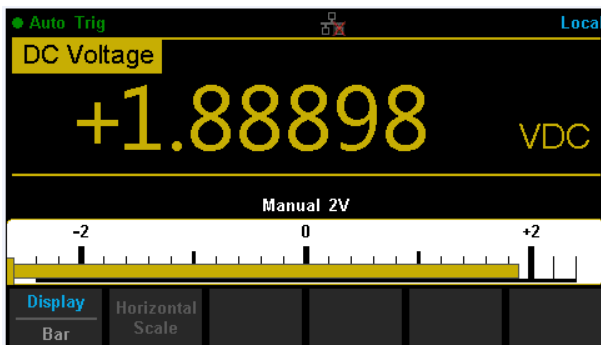 Auto Trig Local
DC Voltage
+1.88898 VDC
Manual 2V
-2 0 +2
Display Horizontal
Bar Scale